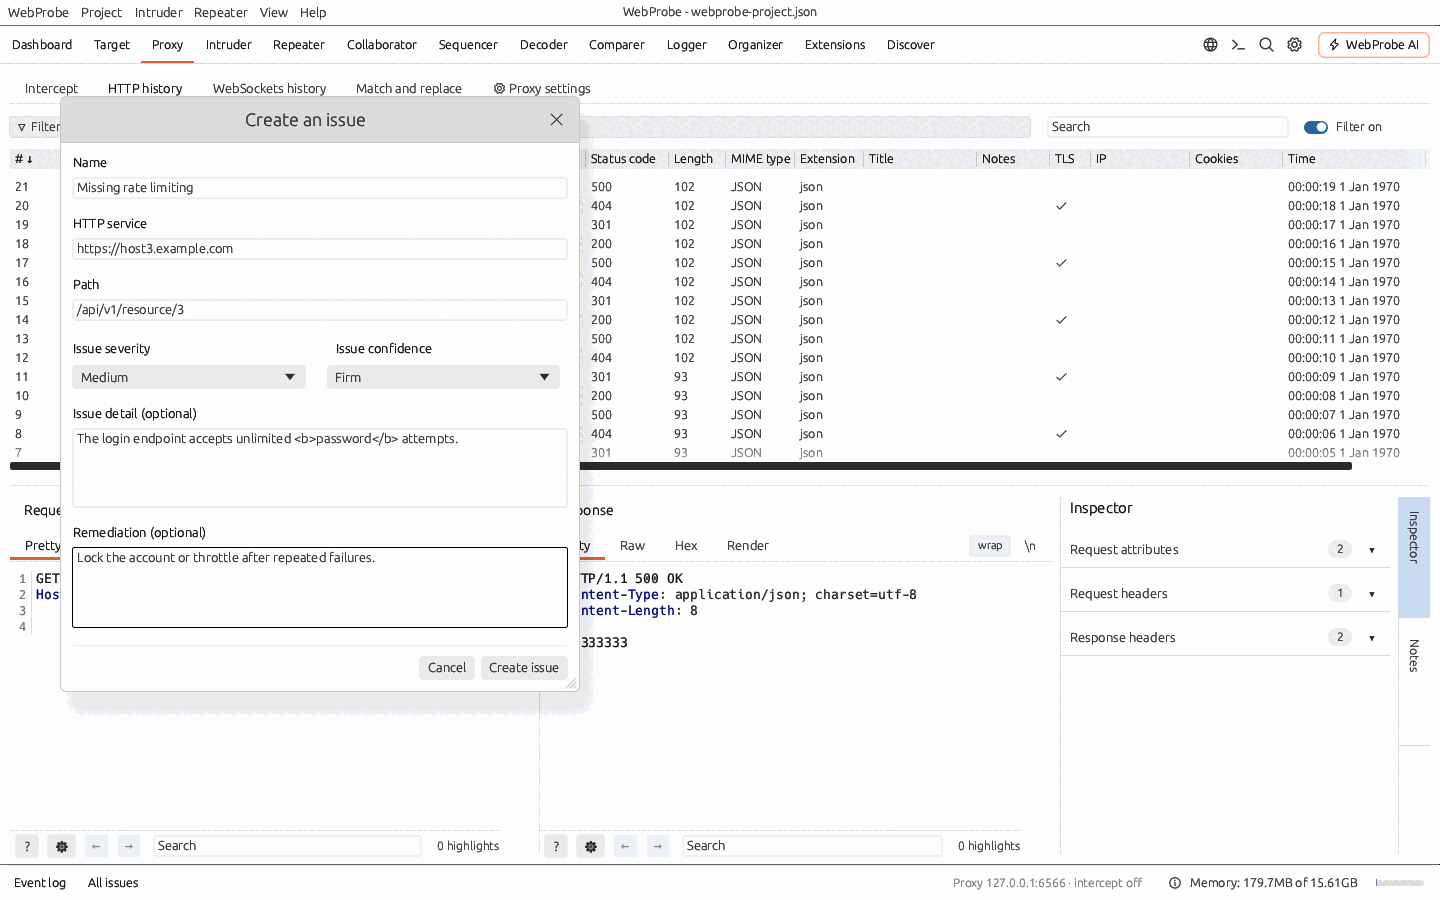 WebProbe Project Intruder Repeater View Help WebProbe - webprobe-project.json
Dashboard Target Proxy Intruder Repeater Collaborator Sequencer Decoder Comparer Logger Organizer Extensions Discover WebProbe AI
Intercept HTTP history WebSockets history Match and replace Proxy settings
Filter Search Filter on
# ↓ Status code Length MIME type Extension Title Notes TLS IP Cookies Time
21 500 102 JSON json 00:00:19 1 Jan 1970
20 404 102 JSON json ✓ 00:00:18 1 Jan 1970
19 301 102 JSON json 00:00:17 1 Jan 1970
18 200 102 JSON json 00:00:16 1 Jan 1970
17 500 102 JSON json ✓ 00:00:15 1 Jan 1970
16 404 102 JSON json 00:00:14 1 Jan 1970
15 301 102 JSON json 00:00:13 1 Jan 1970
14 200 102 JSON json ✓ 00:00:12 1 Jan 1970
13 500 102 JSON json 00:00:11 1 Jan 1970
12 404 102 JSON json 00:00:10 1 Jan 1970
11 301 93 JSON json ✓ 00:00:09 1 Jan 1970
10 200 93 JSON json 00:00:08 1 Jan 1970
9 500 93 JSON json 00:00:07 1 Jan 1970
8 404 93 JSON json ✓ 00:00:06 1 Jan 1970
7 301 93 JSON json 00:00:05 1 Jan 1970
Create an issue
Name
Missing rate limiting
HTTP service
https://host3.example.com
Path
/api/v1/resource/3
Issue severity Issue confidence
Medium Firm
Issue detail (optional)
The login endpoint accepts unlimited <b>password</b> attempts.
Remediation (optional)
Lock the account or throttle after repeated failures.
Cancel Create issue
Reque
Pretty
1 GET
2 Hos
3
4
ponse
ty Raw Hex Render wrap \n
TP/1.1 500 OK
ntent-Type: application/json; charset=utf-8
ntent-Length: 8
333333
Inspector
Request attributes 2
Request headers 1
Response headers 2
Inspector
Notes
? ← → Search 0 highlights
? ← → Search 0 highlights
Event log All issues Proxy 127.0.0.1:6566 · intercept off Memory: 179.7MB of 15.61GB